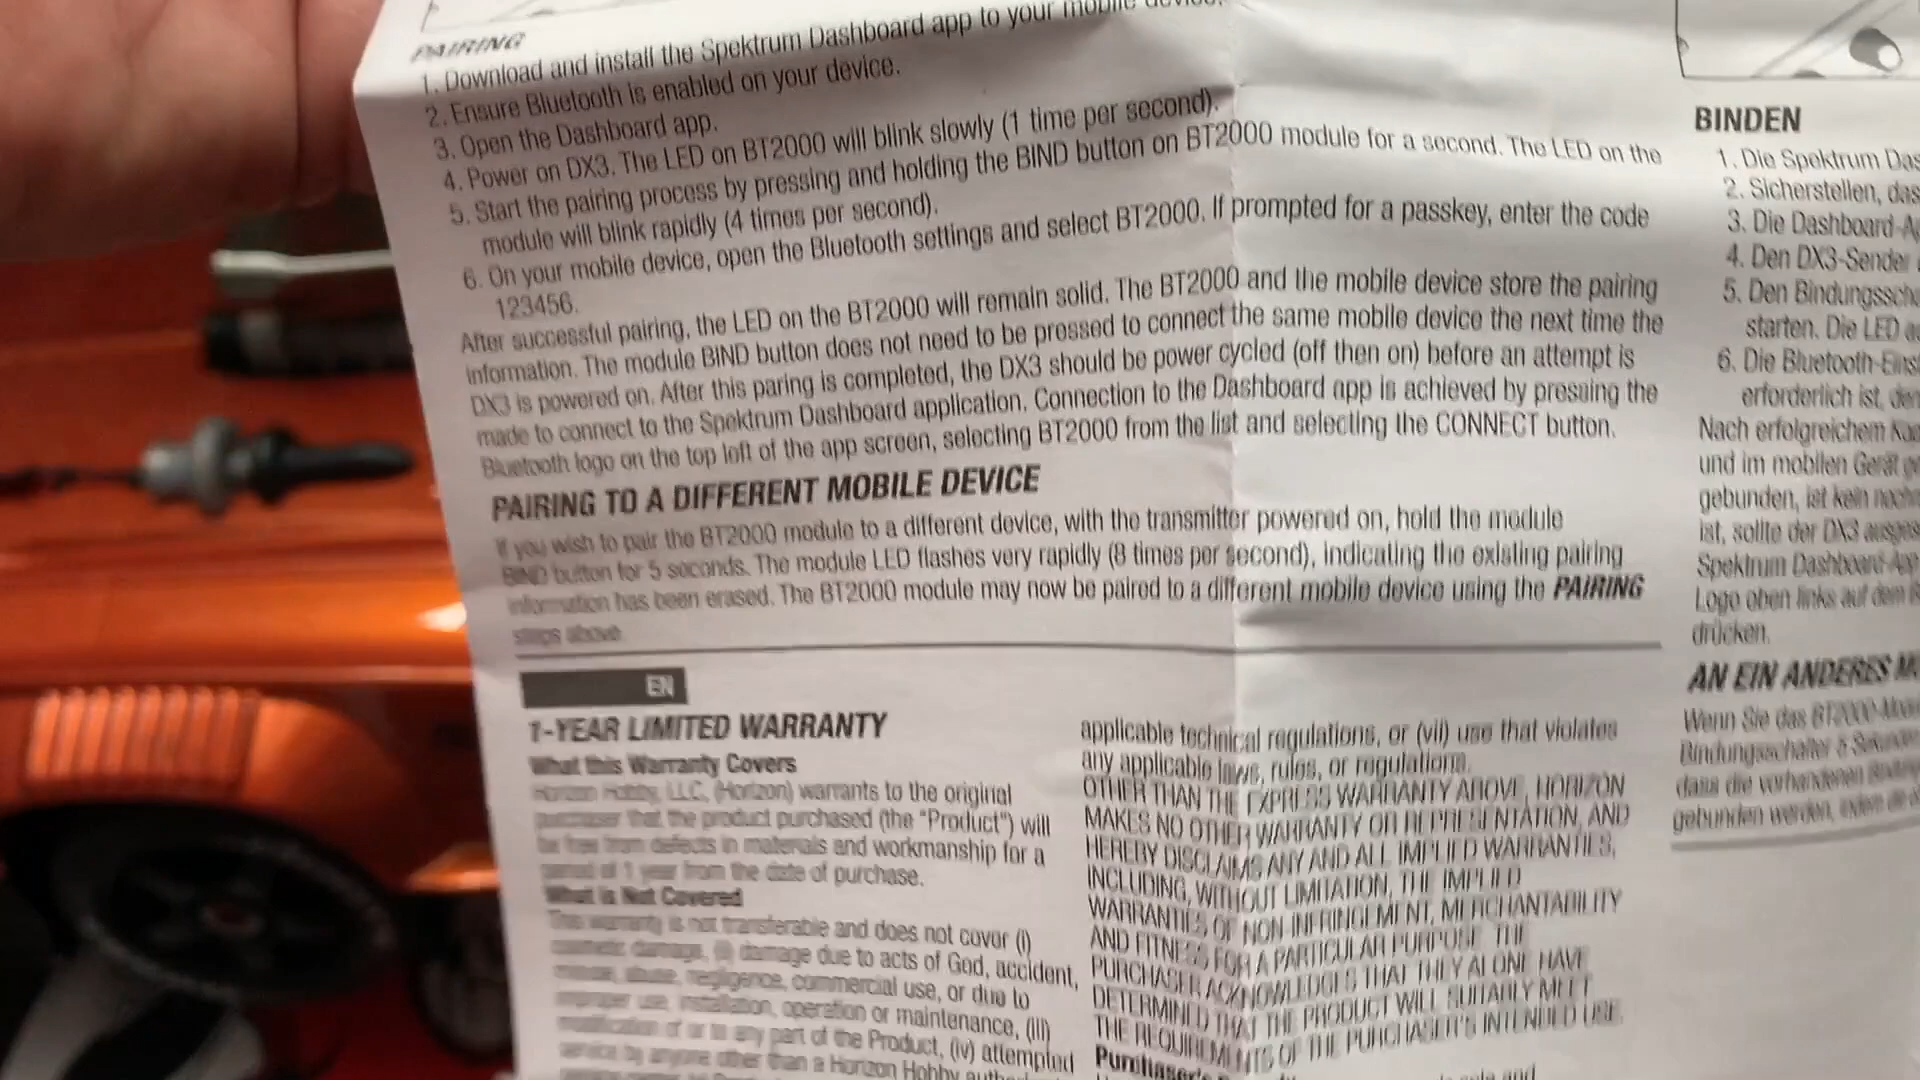 PAIRING
1. Download and install the Spektrum Dashboard app to your mobile device.
2. Ensure Bluetooth is enabled on your device.
3. Open the Dashboard app.
4. Power on DX3. The LED on BT2000 will blink slowly (1 time per second).
5. Start the pairing process by pressing and holding the BIND button on BT2000 module for a second. The LED on the
module will blink rapidly (4 times per second).
6. On your mobile device, open the Bluetooth settings and select BT2000. If prompted for a passkey, enter the code
123456.
After successful pairing, the LED on the BT2000 will remain solid. The BT2000 and the mobile device store the pairing
information. The module BIND button does not need to be pressed to connect the same mobile device the next time the
DX3 is powered on. After this paring is completed, the DX3 should be power cycled (off then on) before an attempt is
made to connect to the Spektrum Dashboard application. Connection to the Dashboard app is achieved by pressing the
Bluetooth logo on the top left of the app screen, selecting BT2000 from the list and selecting the CONNECT button.
PAIRING TO A DIFFERENT MOBILE DEVICE
If you wish to pair the BT2000 module to a different device, with the transmitter powered on, hold the module
BIND button for 5 seconds. The module LED flashes very rapidly (8 times per second), indicating the existing pairing
information has been erased. The BT2000 module may now be paired to a different mobile device using the PAIRING
steps above
EN
1-YEAR LIMITED WARRANTY
What this Warranty Covers
Horizon Hobby, LLC, (Horizon) warrants to the original
purchaser that the product purchased (the "Product") will
be free from defects in materials and workmanship for a
period of 1 year from the date of purchase.
What is Not Covered
This warranty is not transferable and does not cover (i)
cosmetic damage, (ii) damage due to acts of God, accident,
misuse, abuse, negligence, commercial use, or due to
improper use, installation, operation or maintenance, (iii)
modification of or to any part of the Product, (iv) attempted
service by anyone other than a Horizon Hobby
applicable technical regulations, or (vii) use that violates
any applicable laws, rules, or regulations.
OTHER THAN THE EXPRESS WARRANTY ABOVE, HORIZON
MAKES NO OTHER WARRANTY OR REPRESENTATION, AND
HEREBY DISCLAIMS ANY AND ALL IMPLIED WARRANTIES,
INCLUDING, WITHOUT LIMITATION, THE IMPLIED
WARRANTIES OF NON-INFRINGEMENT, MERCHANTABILITY
AND FITNESS FOR A PARTICULAR PURPOSE. THE
PURCHASER ACKNOWLEDGES THAT THEY ALONE HAVE
DETERMINED THAT THE PRODUCT WILL SUITABLY MEET
THE REQUIREMENTS OF THE PURCHASER'S INTENDED USE.
Purchaser's
BINDEN
1. Die Spektrum Das
2. Sicherstellen, das
3. Die Dashboard-A
4. Den DX3-Sender
5. Den Bindungsscha
starten. Die LED a
6. Die Bluetooth-Eins
erforderlich ist, den
Nach erfolgreichem
und im mobilen Gerät
gebunden, ist kein
ist, sollte der DX3
Spektrum Dashboard-App
Logo oben links auf dem
drücken.
AN EIN ANDERES M
Wenn Sie das BT2000-Mod
Bindungsschalter 5
dass die vorhandenen
gebunden werden, indem